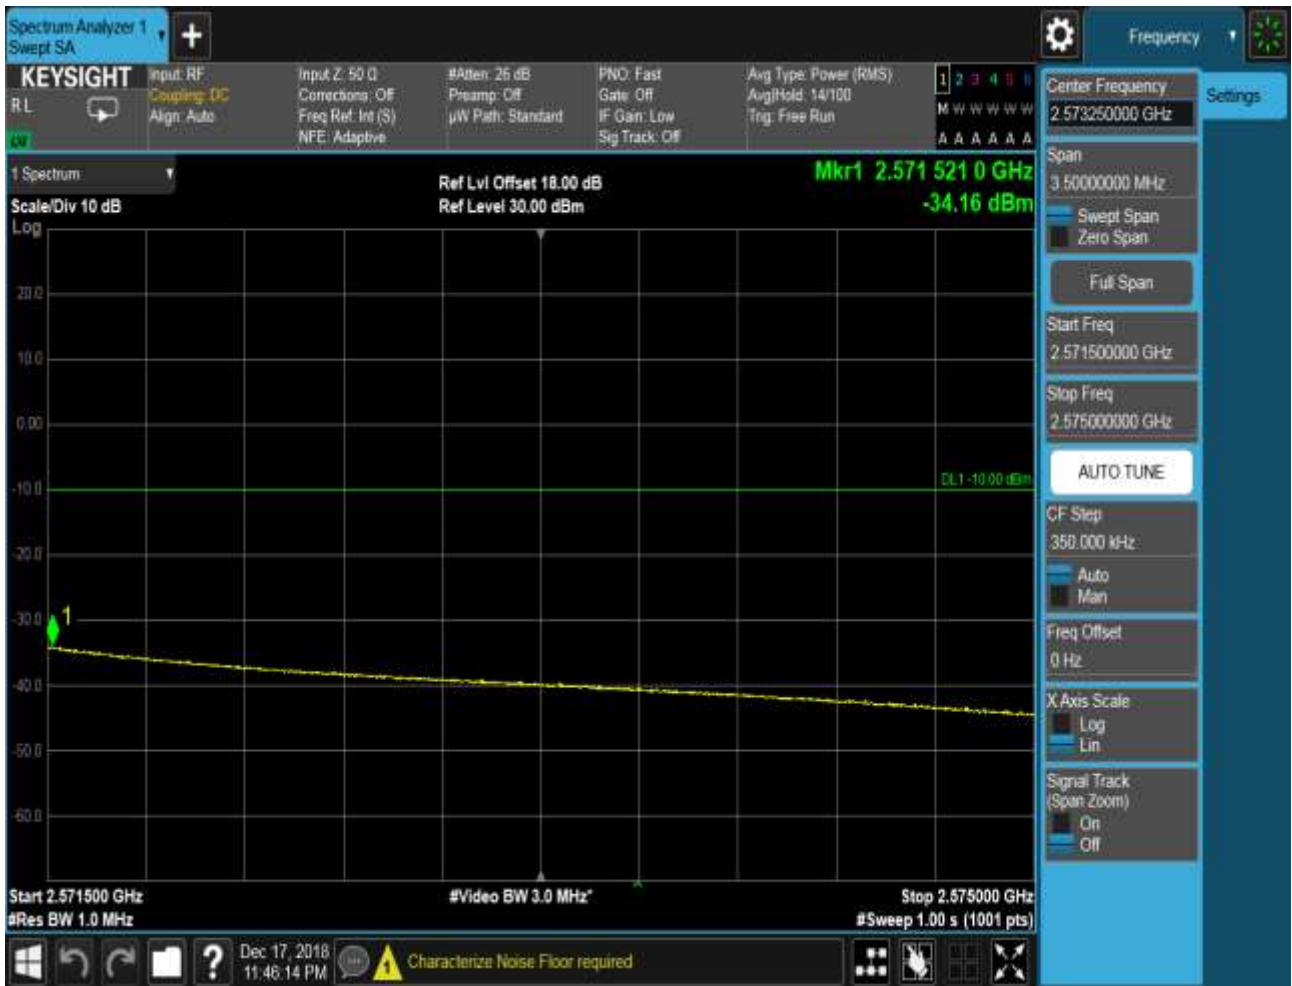 Spectrum Analyzer 1
Swept SA
+
Frequency
KEYSIGHT
RL
Input: RF
Coupling: DC
Align: Auto
Input Z: 50 Ω
Corrections: Off
Freq Ref: Int (S)
NFE: Adaptive
#Atten: 26 dB
Preamp: Off
µW Path: Standard
PNO: Fast
Gate: Off
IF Gain: Low
Sig Track: Off
Avg Type: Power (RMS)
Avg|Hold: 14/100
Trig: Free Run
1 2 3 4 5 6
M W W W W W
A A A A A A
1 Spectrum
Scale/Div 10 dB
Ref Lvl Offset 18.00 dB
Ref Level 30.00 dBm
Mkr1 2.571 521 0 GHz
-34.16 dBm
Log
20.0
10.0
0.00
-10.0
-20.0
-30.0
-40.0
-50.0
-60.0
DL1 -10.00 dBm
1
Start 2.571500 GHz
#Res BW 1.0 MHz
#Video BW 3.0 MHz*
Stop 2.575000 GHz
#Sweep 1.00 s (1001 pts)
Dec 17, 2018
11:46:14 PM
?
Characterize Noise Floor required
Center Frequency
2.573250000 GHz
Settings
Span
3.50000000 MHz
Swept Span
Zero Span
Full Span
Start Freq
2.571500000 GHz
Stop Freq
2.575000000 GHz
AUTO TUNE
CF Step
350.000 kHz
Auto
Man
Freq Offset
0 Hz
X Axis Scale
Log
Lin
Signal Track
(Span Zoom)
On
Off